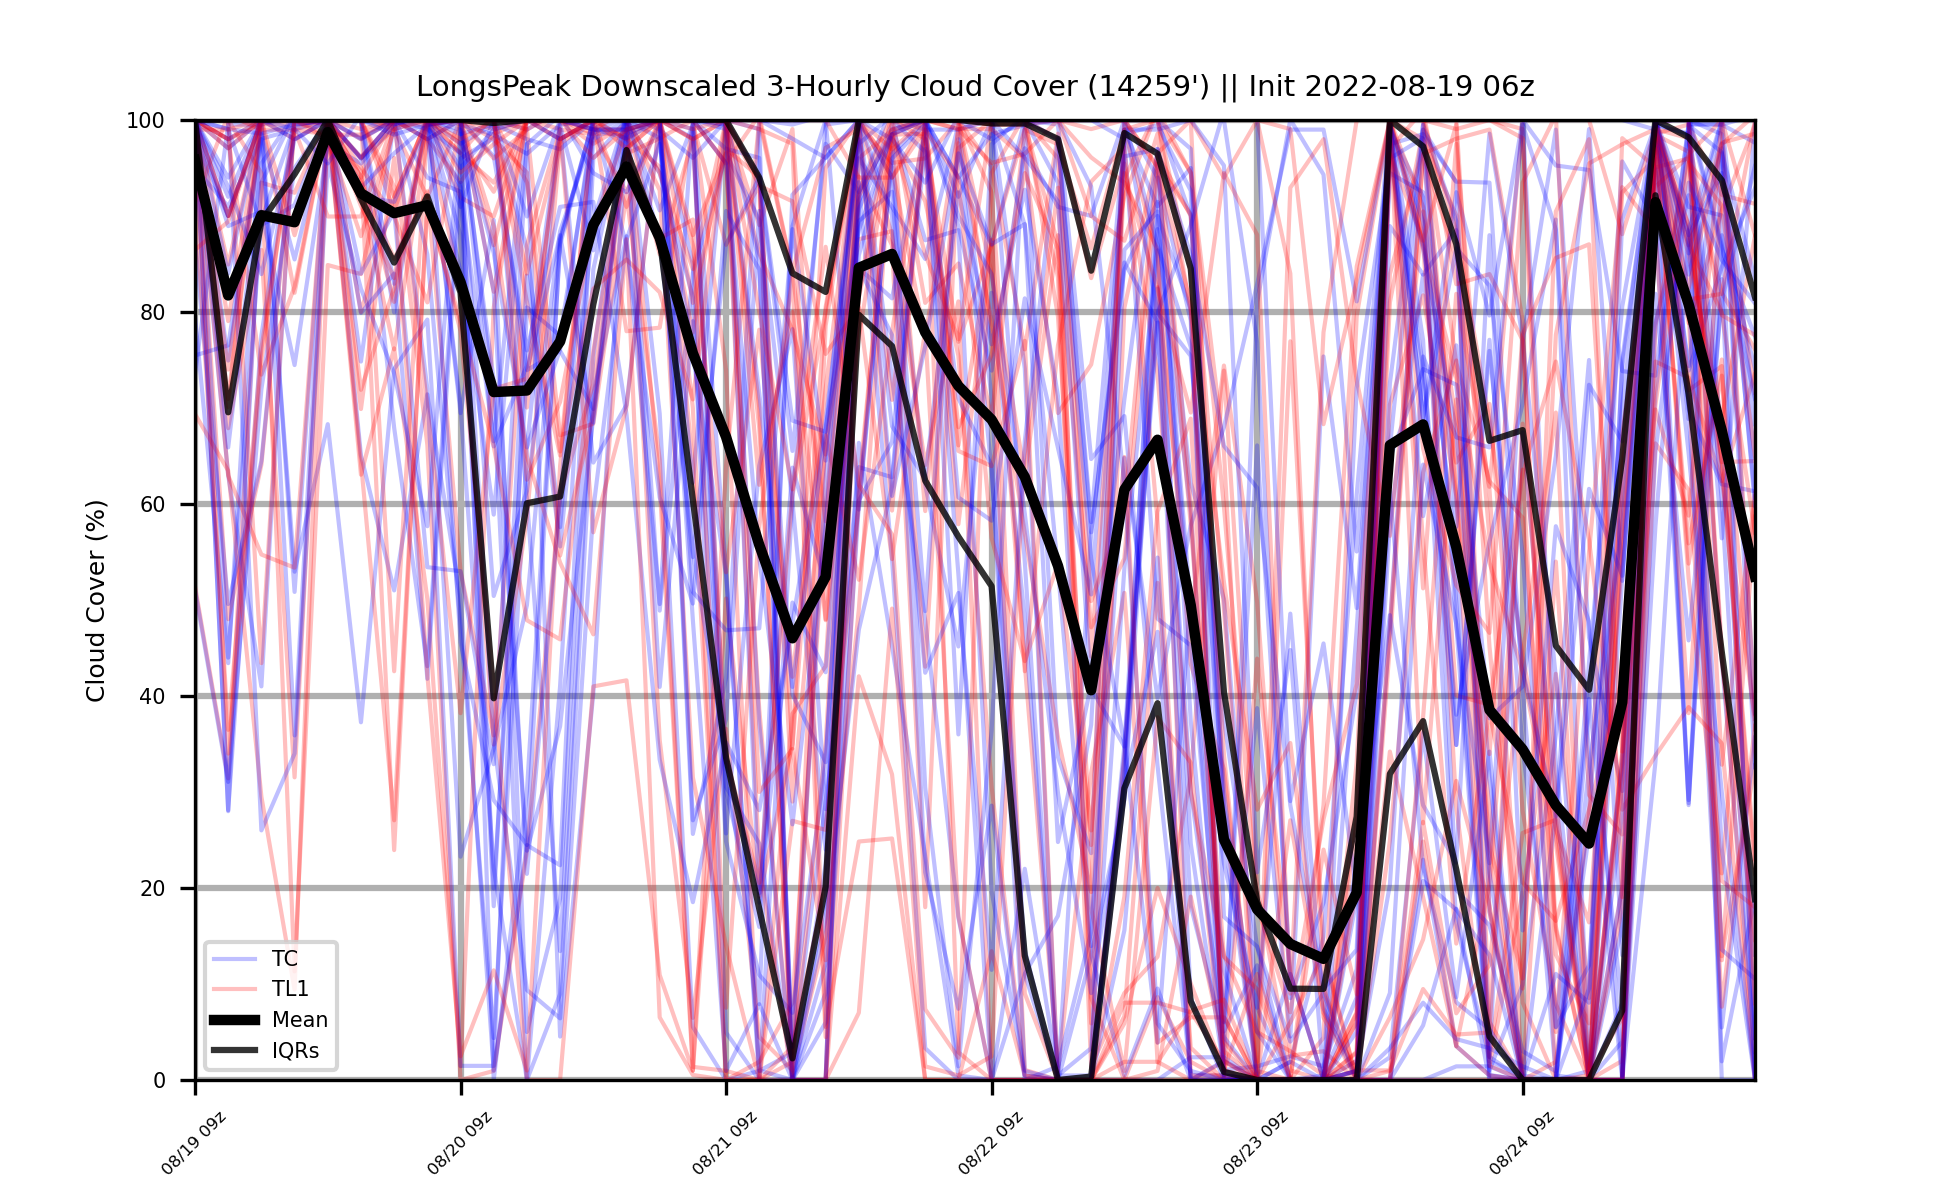 LongsPeak Downscaled 3-Hourly Cloud Cover (14259') || Init 2022-08-19 06z
Cloud Cover (%)
100
80
60
40
20
0
TC
TL1
Mean
IQRs
08/19 09z
08/20 09z
08/21 09z
08/22 09z
08/23 09z
08/24 09z